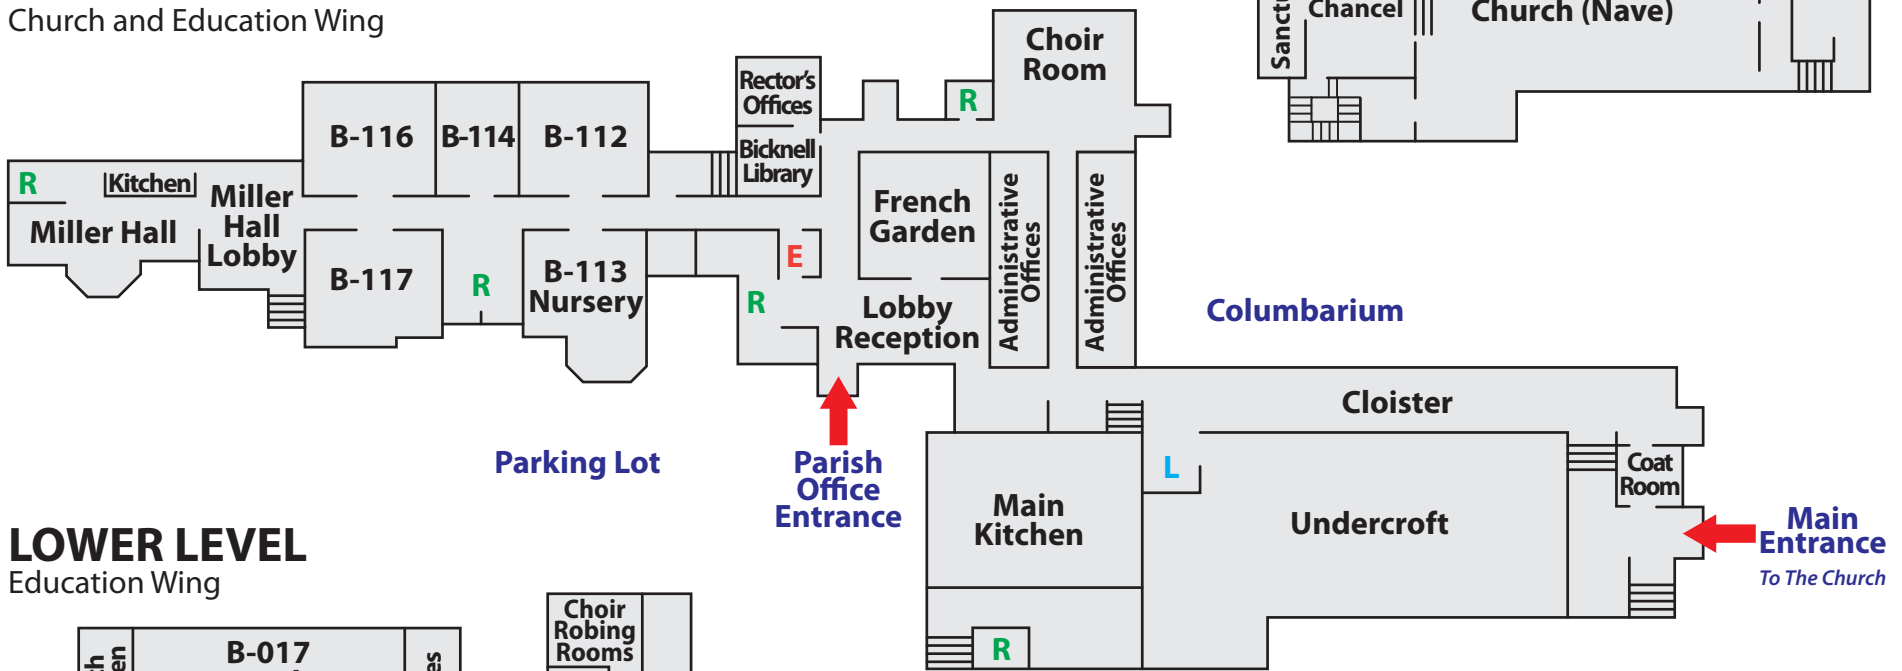 Church and Education Wing
Chancel
Church (Nave)
Choir
Room
Rector's
Offices
R
B-116
B-114
B-112
Bicknell
Library
R
Kitchen
Miller
Hall
Lobby
Miller Hall
French
Garden
Administrative
Offices
Administrative
Offices
B-117
R
B-113
Nursery
E
R
Lobby
Reception
Columbarium
Cloister
Parking Lot
Parish
Office
Entrance
L
Coat
Room
Main
Kitchen
Undercroft
Main
Entrance
To The Church
LOWER LEVEL
Education Wing
Choir
Robing
Rooms
B-017
R